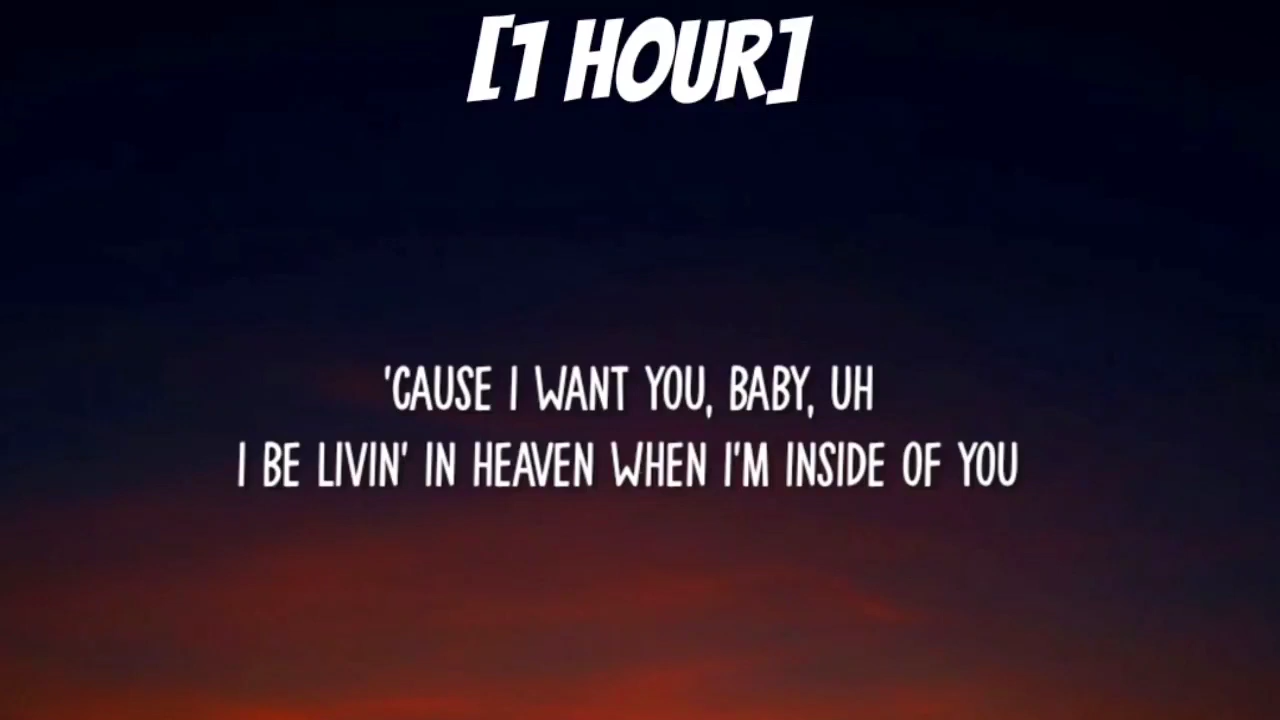 [1 HOUR]
'CAUSE I WANT YOU, BABY, UH
I BE LIVIN' IN HEAVEN WHEN I'M INSIDE OF YOU